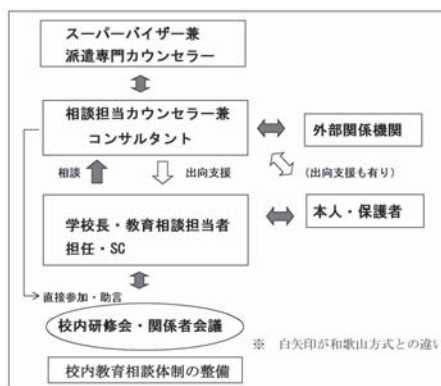 スーパーバイザー兼
派遣専門カウンセラー
相談担当カウンセラー兼
コンサルタント
外部関係機関
相談
出向支援
(出向支援も有り)
学校長・教育相談担当者
担任・SC
本人・保護者
直接参加・助言
校内研修会・関係者会議
※ 白矢印が和歌山方式との違い
校内教育相談体制の整備